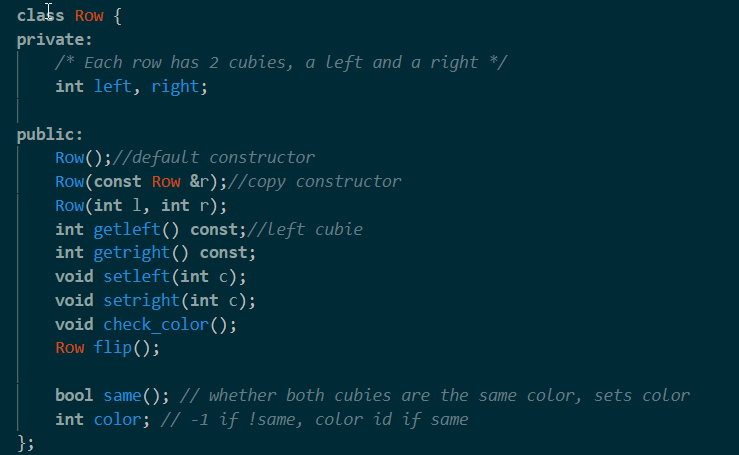 class Row {
private:
/* Each row has 2 cubies, a left and a right */
int left, right;
public:
Row();//default constructor
Row(const Row &r);//copy constructor
Row(int l, int r);
int getleft() const;//left cubie
int getright() const;
void setleft(int c);
void setright(int c);
void check_color();
Row flip();
bool same(); // whether both cubies are the same color, sets color
int color; // -1 if !same, color id if same
};